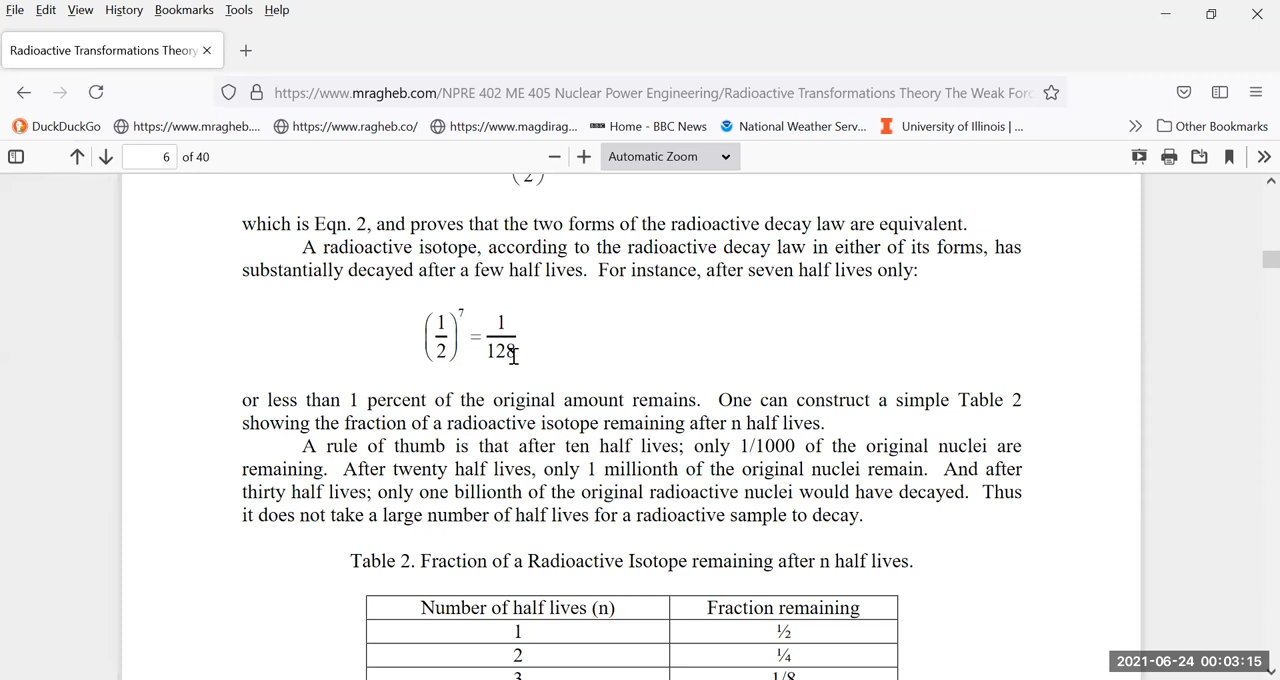 File Edit View History Bookmarks Tools Help
Radioactive Transformations Theory
https://www.mragheb.com/NPRE 402 ME 405 Nuclear Power Engineering/Radioactive Transformations Theory The Weak Forc
DuckDuckGo https://www.mragheb.... https://www.ragheb.co/ https://www.magdirag... BBC Home - BBC News National Weather Serv... I University of Illinois |... Other Bookmarks
6 of 40 Automatic Zoom
(2)
which is Eqn. 2, and proves that the two forms of the radioactive decay law are equivalent.
A radioactive isotope, according to the radioactive decay law in either of its forms, has
substantially decayed after a few half lives. For instance, after seven half lives only:
(1/2)^7 = 1/128
or less than 1 percent of the original amount remains. One can construct a simple Table 2
showing the fraction of a radioactive isotope remaining after n half lives.
A rule of thumb is that after ten half lives; only 1/1000 of the original nuclei are
remaining. After twenty half lives, only 1 millionth of the original nuclei remain. And after
thirty half lives; only one billionth of the original radioactive nuclei would have decayed. Thus
it does not take a large number of half lives for a radioactive sample to decay.
Table 2. Fraction of a Radioactive Isotope remaining after n half lives.
Number of half lives (n) Fraction remaining
1 ½
2 ¼
3 1/8
2021-06-24 00:03:15